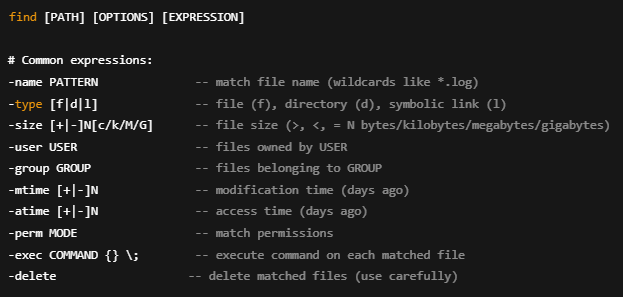 find [PATH] [OPTIONS] [EXPRESSION]
# Common expressions:
-name PATTERN -- match file name (wildcards like *.log)
-type [f|d|l] -- file (f), directory (d), symbolic link (l)
-size [+|-]N[c/k/M/G] -- file size (>, <, = N bytes/kilobytes/megabytes/gigabytes)
-user USER -- files owned by USER
-group GROUP -- files belonging to GROUP
-mtime [+|-]N -- modification time (days ago)
-atime [+|-]N -- access time (days ago)
-perm MODE -- match permissions
-exec COMMAND {} \; -- execute command on each matched file
-delete -- delete matched files (use carefully)